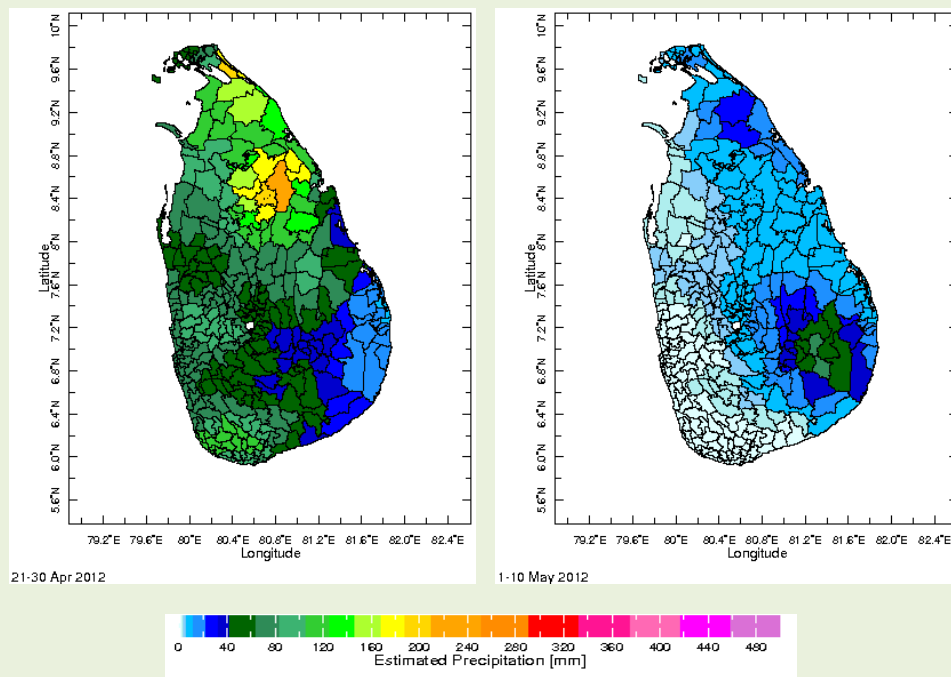 10°N
9.6°N
9.2°N
8.8°N
8.4°N
8°N
7.6°N
7.2°N
6.8°N
6.4°N
6.0°N
5.6°N
Latitude
79.2°E 79.6°E 80°E 80.4°E 80.8°E 81.2°E 81.6°E 82.0°E 82.4°E
Longitude
21-30 Apr 2012
10°N
9.6°N
9.2°N
8.8°N
8.4°N
8°N
7.6°N
7.2°N
6.8°N
6.4°N
6.0°N
5.6°N
Latitude
79.2°E 79.6°E 80°E 80.4°E 80.8°E 81.2°E 81.6°E 82.0°E 82.4°E
Longitude
1-10 May 2012
0 40 80 120 160 200 240 280 320 360 400 440 480
Estimated Precipitation [mm]